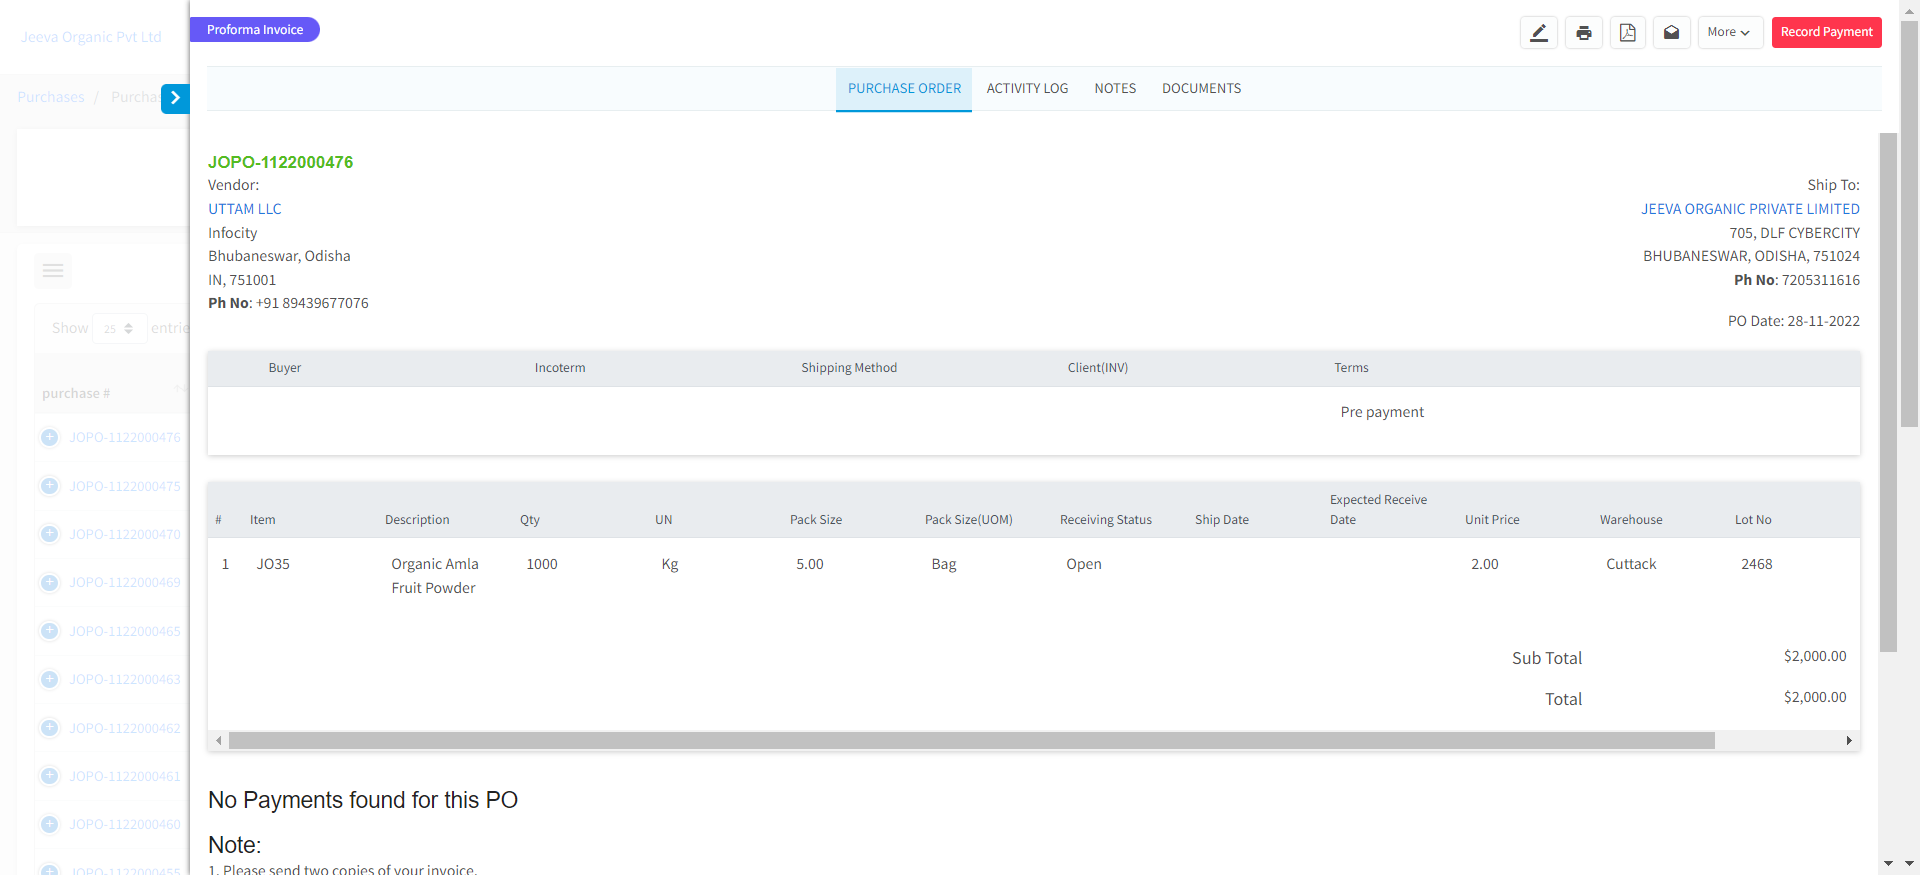 Jeeva Organic Pvt Ltd
Proforma Invoice
More
Record Payment
Purchases / Purcha
PURCHASE ORDER ACTIVITY LOG NOTES DOCUMENTS
JOPO-1122000476
Vendor:
UTTAM LLC
Infocity
Bhubaneswar, Odisha
IN, 751001
Ph No: +91 89439677076
Ship To:
JEEVA ORGANIC PRIVATE LIMITED
705, DLF CYBERCITY
BHUBANESWAR, ODISHA, 751024
Ph No: 7205311616
PO Date: 28-11-2022
Show 25 entrie
purchase #
JOPO-1122000476
JOPO-1122000475
JOPO-1122000470
JOPO-1122000469
JOPO-1122000465
JOPO-1122000463
JOPO-1122000462
JOPO-1122000461
JOPO-1122000460
JOPO-1122000455
Buyer Incoterm Shipping Method Client(INV) Terms
Pre payment
# Item Description Qty UN Pack Size Pack Size(UOM) Receiving Status Ship Date Expected Receive Date Unit Price Warehouse Lot No
1 JO35 Organic Amla Fruit Powder 1000 Kg 5.00 Bag Open 2.00 Cuttack 2468
Sub Total $2,000.00
Total $2,000.00
No Payments found for this PO
Note:
1. Please send two copies of your invoice.